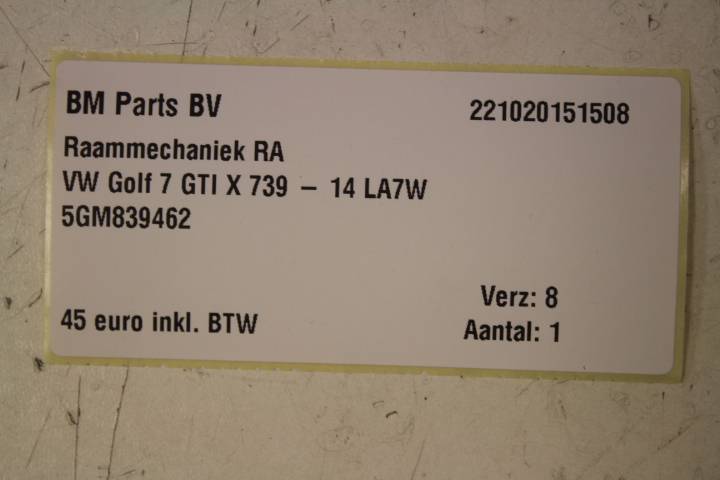 BM Parts BV 221020151508
Raammechaniek RA
VW Golf 7 GTI X 739 – 14 LA7W
5GM839462
Verz: 8
45 euro inkl. BTW Aantal: 1